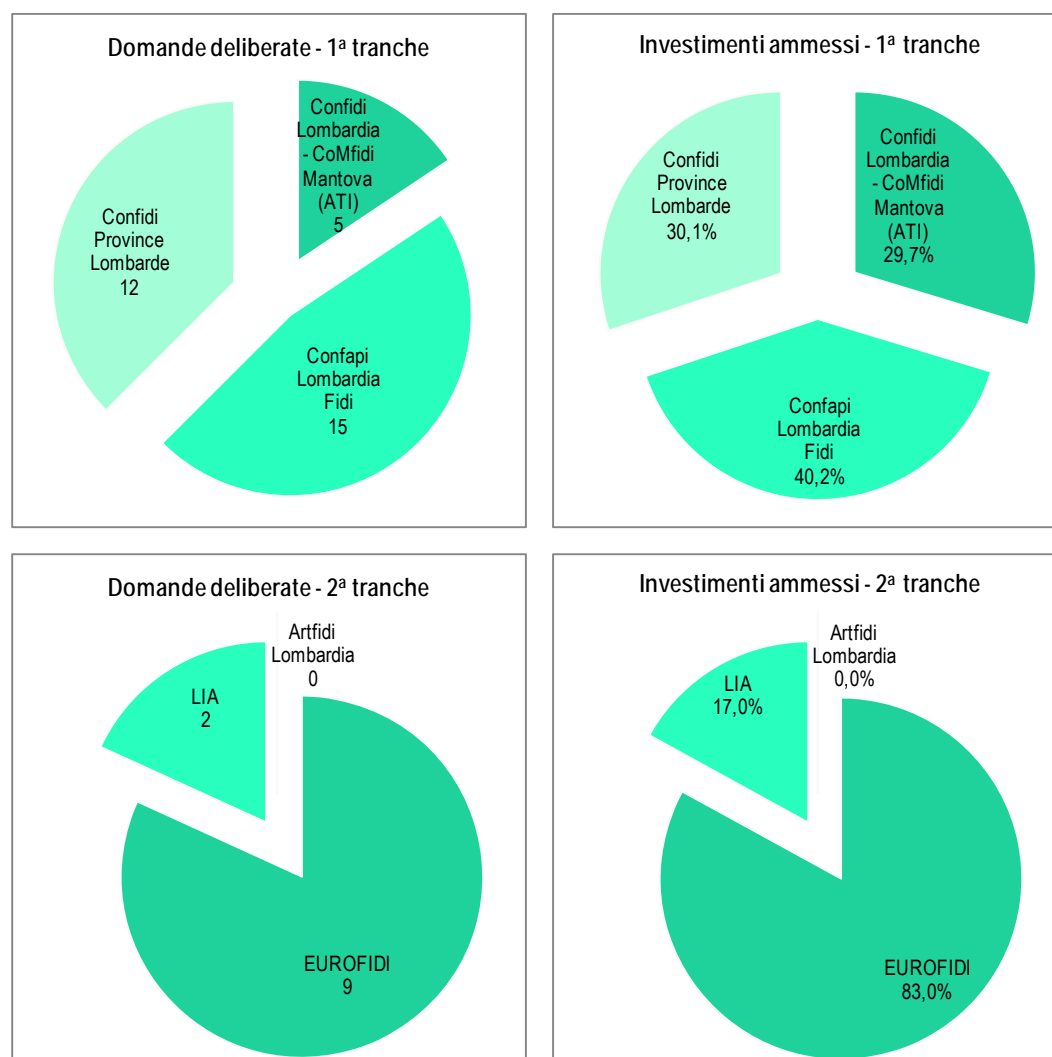 Domande deliberate - 1ª tranche
Confidi
Lombardia
- CoMfidi
Mantova
(ATI)
5
Confidi
Province
Lombarde
12
Confapi
Lombardia
Fidi
15
Investimenti ammessi - 1ª tranche
Confidi
Province
Lombarde
30,1%
Confidi
Lombardia
- CoMfidi
Mantova
(ATI)
29,7%
Confapi
Lombardia
Fidi
40,2%
Domande deliberate - 2ª tranche
Artfidi
Lombardia
0
LIA
2
EUROFIDI
9
Investimenti ammessi - 2ª tranche
Artfidi
Lombardia
0,0%
LIA
17,0%
EUROFIDI
83,0%